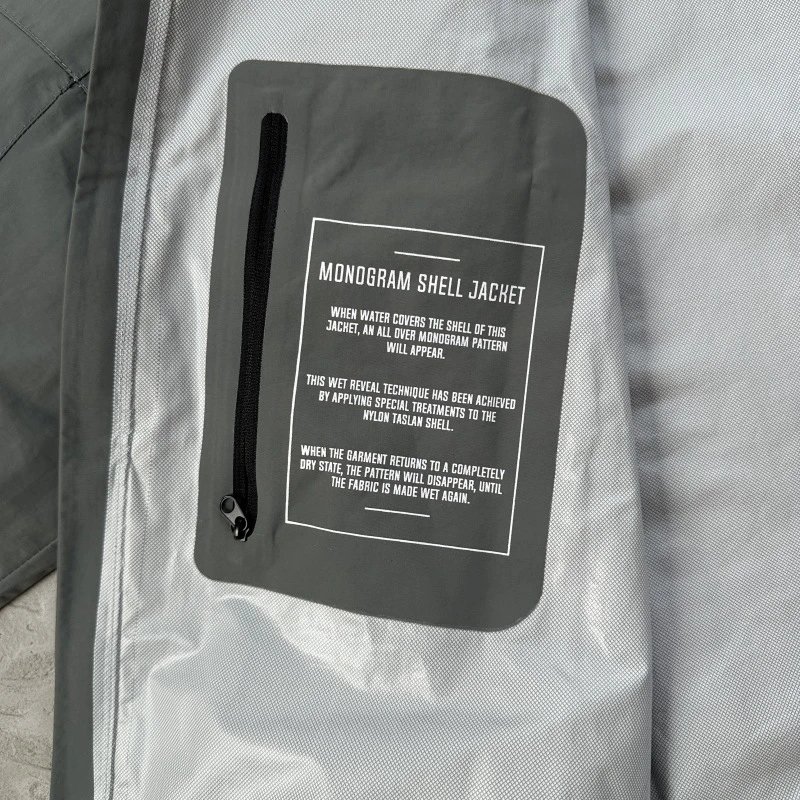 MONOGRAM SHELL JACKET
WHEN WATER COVERS THE SHELL OF THIS
JACKET, AN ALL OVER MONOGRAM PATTERN
WILL APPEAR.
THIS WET REVEAL TECHNIQUE HAS BEEN ACHIEVED
BY APPLYING SPECIAL TREATMENTS TO THE
NYLON TASLAN SHELL.
WHEN THE GARMENT RETURNS TO A COMPLETELY
DRY STATE, THE PATTERN WILL DISAPPEAR, UNTIL
THE FABRIC IS MADE WET AGAIN.